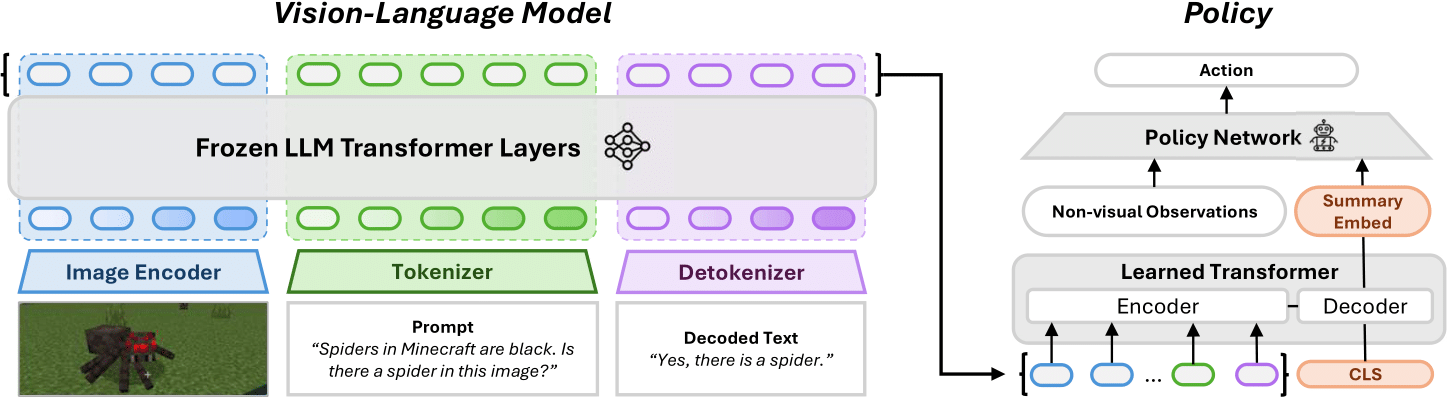 Vision-Language Model
Frozen LLM Transformer Layers
Image Encoder
Tokenizer
Detokenizer
Prompt
“Spiders in Minecraft are black. Is
there a spider in this image?”
Decoded Text
“Yes, there is a spider.”
Policy
Action
Policy Network
Non-visual Observations
Summary
Embed
Learned Transformer
Encoder
Decoder
...
CLS